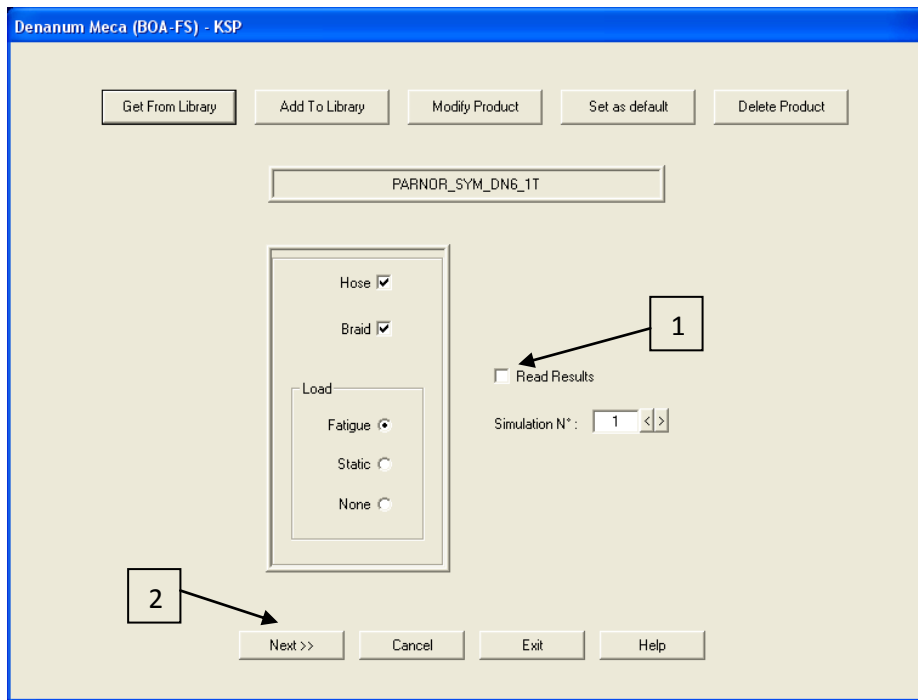 Denanum Meca (BOA-FS) - KSP
Get From Library Add To Library Modify Product Set as default Delete Product
PARNOR_SYM_DN6_1T
Hose
Braid
Load
Fatigue
Static
None
1
Read Results
Simulation N° : 1 < >
2
Next >> Cancel Exit Help